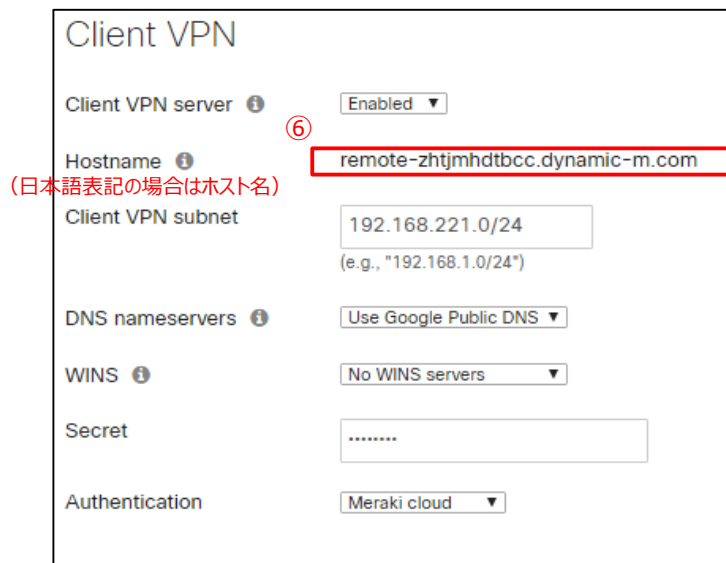 Client VPN
Client VPN server
Enabled
⑥
Hostname
remote-zhtjmhdtbcc.dynamic-m.com
(日本語表記の場合はホスト名)
Client VPN subnet
192.168.221.0/24
(e.g., "192.168.1.0/24")
DNS nameservers
Use Google Public DNS
WINS
No WINS servers
Secret
••••••••
Authentication
Meraki cloud